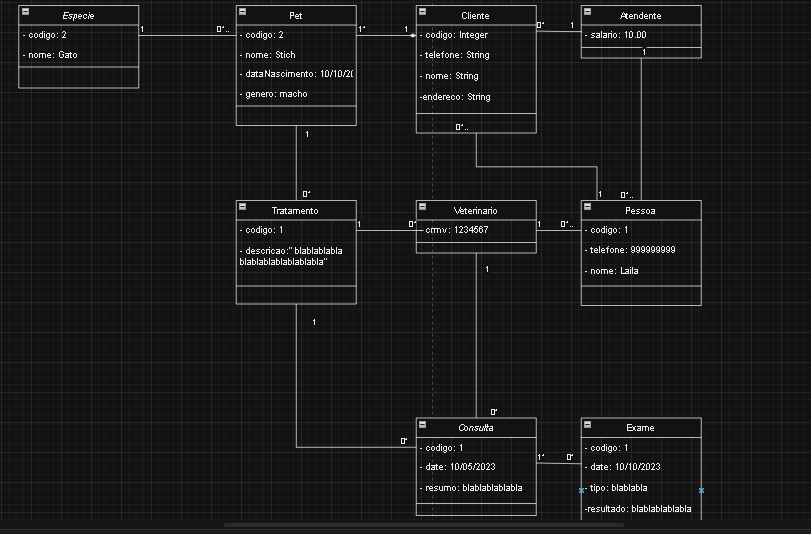 Especie
- codigo: 2
- nome: Gato
1
0*..
Pet
- codigo: 2
- nome: Stich
- dataNascimento: 10/10/20
- genero: macho
1*
1
Cliente
- codigo: Integer
- telefone: String
- nome: String
-endereco: String
0*..
0*
1
Atendente
- salario: 10.00
1
1
0*
1
0*..
Tratamento
- codigo: 1
- descricao:" blablablabla
blablablablablablabla"
1
0*
Veterinario
- crmv: 1234567
1
0*..
Pessoa
- codigo: 1
- telefone: 999999999
- nome: Laila
1
1
0*
0*
Consulta
- codigo: 1
- date: 10/05/2023
- resumo: blablablablabla
1*
0*
Exame
- codigo: 1
- date: 10/10/2023
- tipo: blablabla
-resultado: blablablablabla